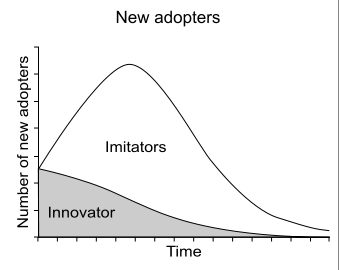 New adopters
Number of new adopters
Imitators
Innovator
Time